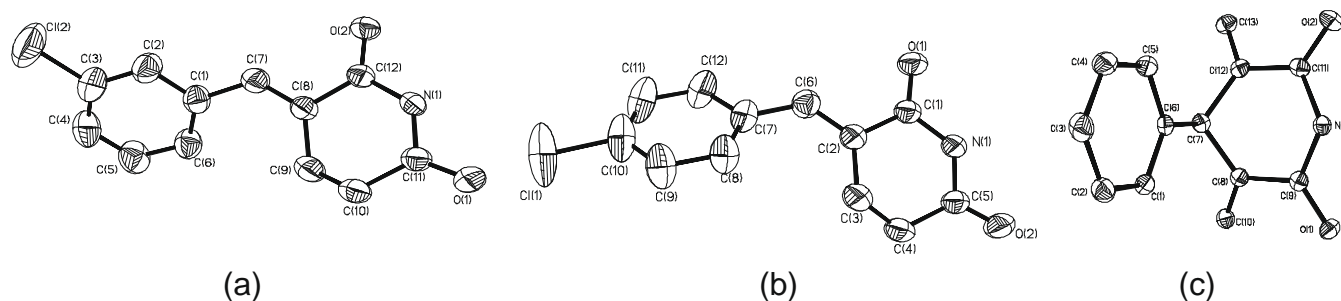 Cl(2)
C(3)
C(2)
C(1)
C(4)
C(5)
C(6)
C(7)
C(8)
O(2)
C(12)
N(1)
C(9)
C(10)
C(11)
O(1)
(a)
C(11)
C(12)
C(6)
O(1)
C(1)
C(7)
C(2)
N(1)
Cl(1)
C(10)
C(9)
C(8)
C(3)
C(4)
C(5)
O(2)
(b)
C(13)
O(2)
C(4)
C(5)
C(12)
C(11)
C(3)
C(6)
C(7)
N
C(2)
C(1)
C(8)
C(9)
C(10)
O(1)
(c)